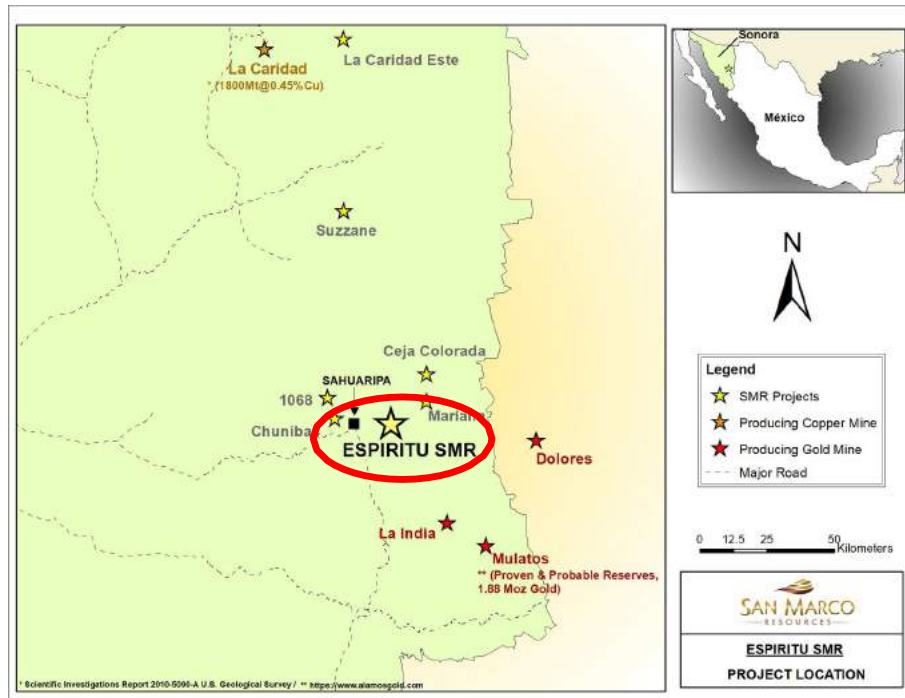 La Caridad
* (1800Mt@0.45%Cu)
La Caridad Este
Suzzane
Ceja Colorada
SAHUARIPA
1068
Mariana
Chunibas
ESPIRITU SMR
Dolores
La India
Mulatos
** (Proven & Probable Reserves,
1.88 Moz Gold)
* Scientific Investigations Report 2010-5090-A U.S. Geological Survey / ** https://www.alamosgold.com
Sonora
México
N
Legend
SMR Projects
Producing Copper Mine
Producing Gold Mine
Major Road
0 12.5 25 50
Kilometers
SAN MARCO
RESOURCES
ESPIRITU SMR
PROJECT LOCATION